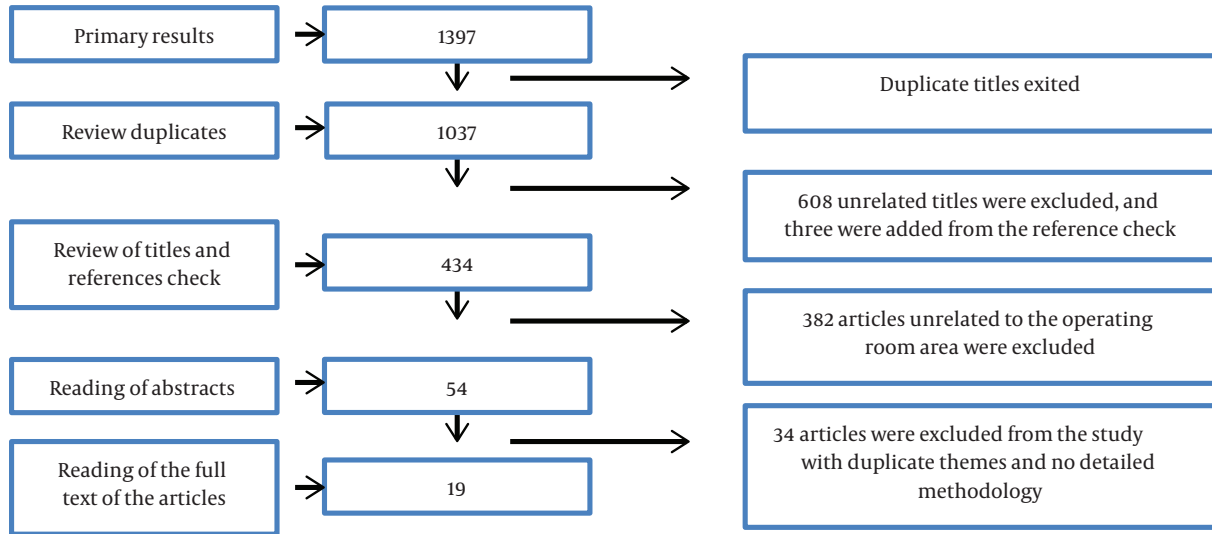 Primary results
1397
Duplicate titles exited
Review duplicates
1037
608 unrelated titles were excluded, and
three were added from the reference check
Review of titles and
references check
434
382 articles unrelated to the operating
room area were excluded
Reading of abstracts
54
34 articles were excluded from the study
with duplicate themes and no detailed
methodology
Reading of the full
text of the articles
19